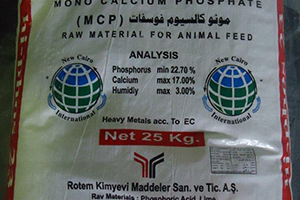 MONO CALCIUM PHOSPHATE
(MCP) مونو كالسيوم فوسفات
RAW MATERIAL FOR ANIMAL FEED
ANALYSIS
Phosphorus min 22.70 %
Calcium max 17.00%
Humidiy max 3.00%
New Cairo
International
New Cairo
International
Heavy Metals acc. To EC
Net 25 Kg.
Rotem Kimyevi Maddeler San. ve Tic. A.Ş.
Raw Materials : Phosphoric Acid, Lime